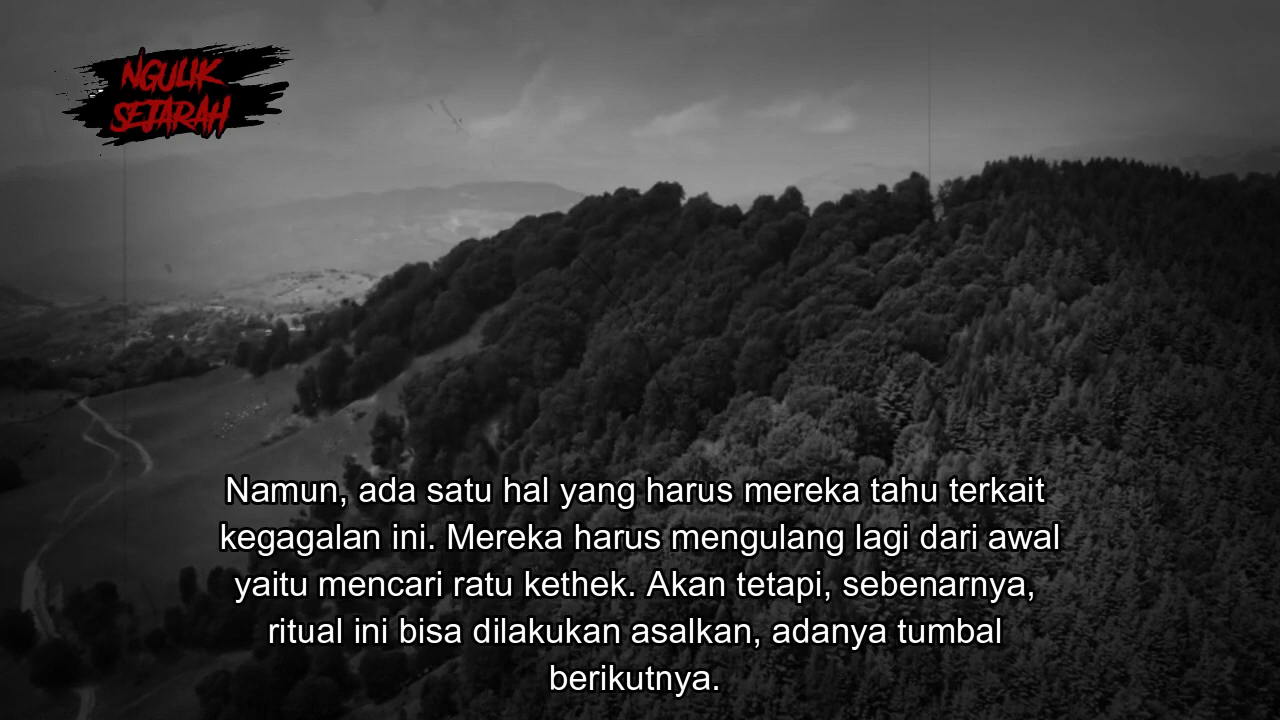 NGULIK
SEJARAH
Namun, ada satu hal yang harus mereka tahu terkait
kegagalan ini. Mereka harus mengulang lagi dari awal
yaitu mencari ratu kethek. Akan tetapi, sebenarnya,
ritual ini bisa dilakukan asalkan, adanya tumbal
berikutnya.